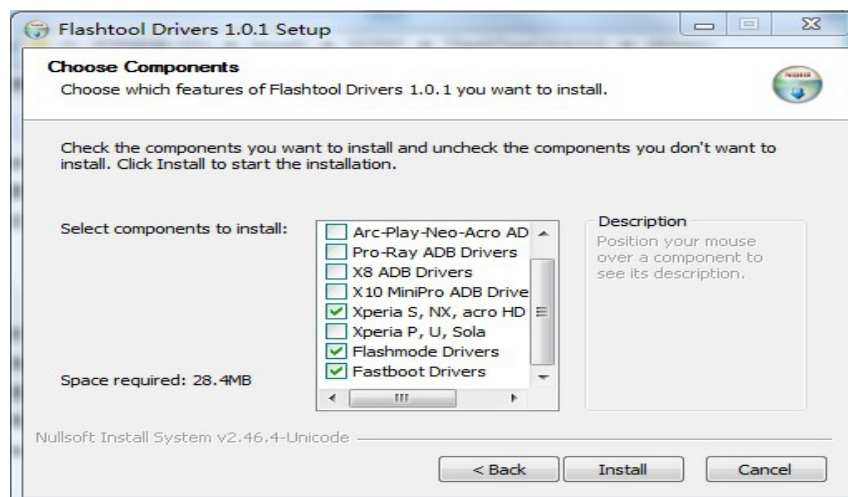 Flashtool Drivers 1.0.1 Setup
Choose Components
Choose which features of Flashtool Drivers 1.0.1 you want to install.
Check the components you want to install and uncheck the components you don't want to
install. Click Install to start the installation.
Select components to install:
Arc-Play-Neo-Acro AD
Pro-Ray ADB Drivers
X8 ADB Drivers
X10 MiniPro ADB Drive
Xperia S, NX, acro HD
Xperia P, U, Sola
Flashmode Drivers
Fastboot Drivers
Description
Position your mouse
over a component to
see its description.
Space required: 28.4MB
Nullsoft Install System v2.46.4-Unicode
< Back
Install
Cancel